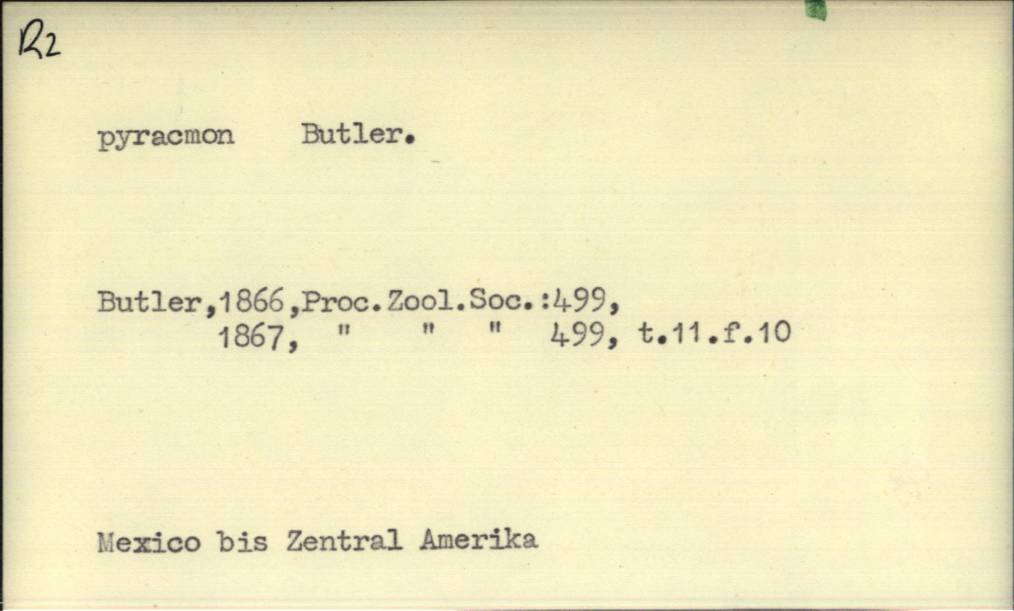 R2
pyracmon Butler.
Butler,1866,Proc.Zool.Soc.:499,
1867, " " " 499, t.11.f.10
Mexico bis Zentral Amerika